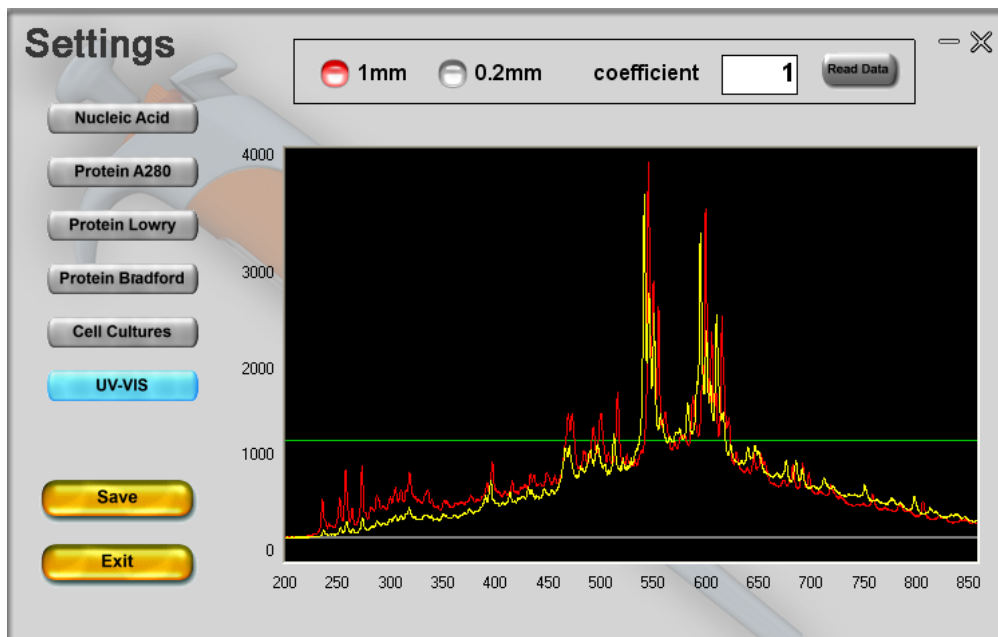 Settings
1mm 0.2mm coefficient 1 Read Data
Nucleic Acid
Protein A280
Protein Lowry
Protein Bradford
Cell Cultures
UV-VIS
Save
Exit
4000
3000
2000
1000
0
200 250 300 350 400 450 500 550 600 650 700 750 800 850